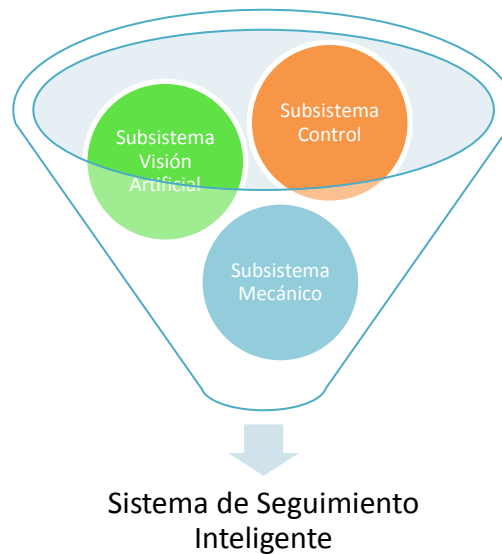 Subsistema
Control
Subsistema
Visión
Artificial
Subsistema
Mecánico
Sistema de Seguimiento
Inteligente